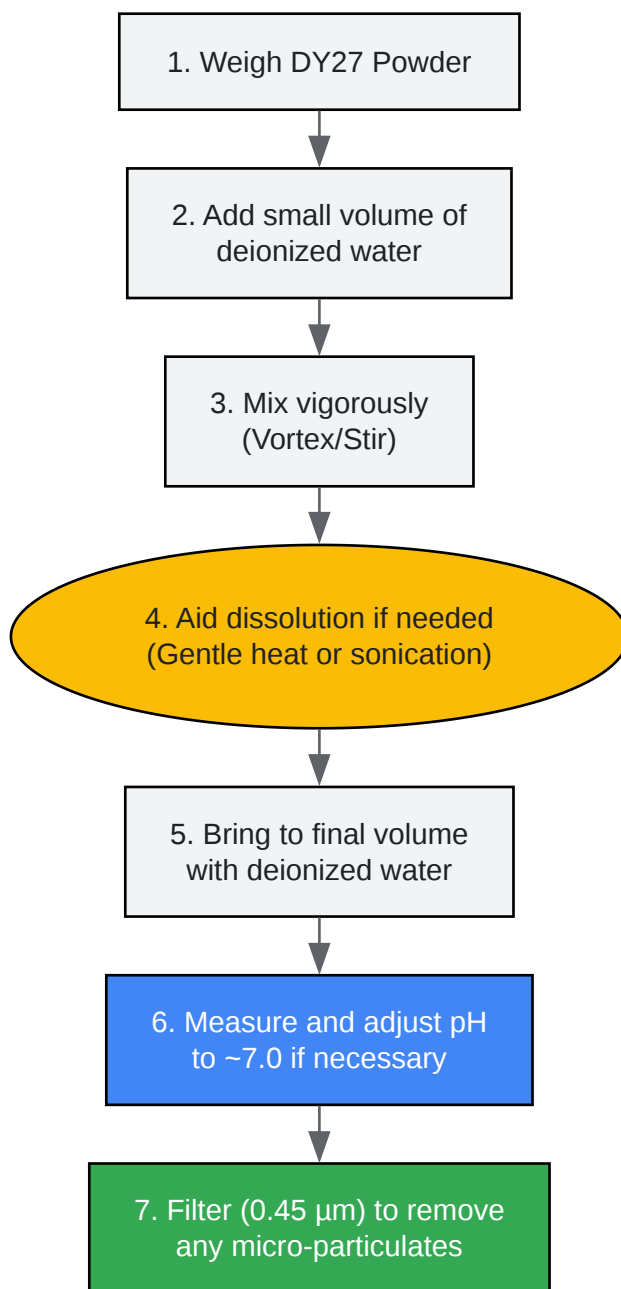 1. Weigh DY27 Powder
2. Add small volume of
deionized water
3. Mix vigorously
(Vortex/Stir)
4. Aid dissolution if needed
(Gentle heat or sonication)
5. Bring to final volume
with deionized water
6. Measure and adjust pH
to ~7.0 if necessary
7. Filter (0.45 µm) to remove
any micro-particulates